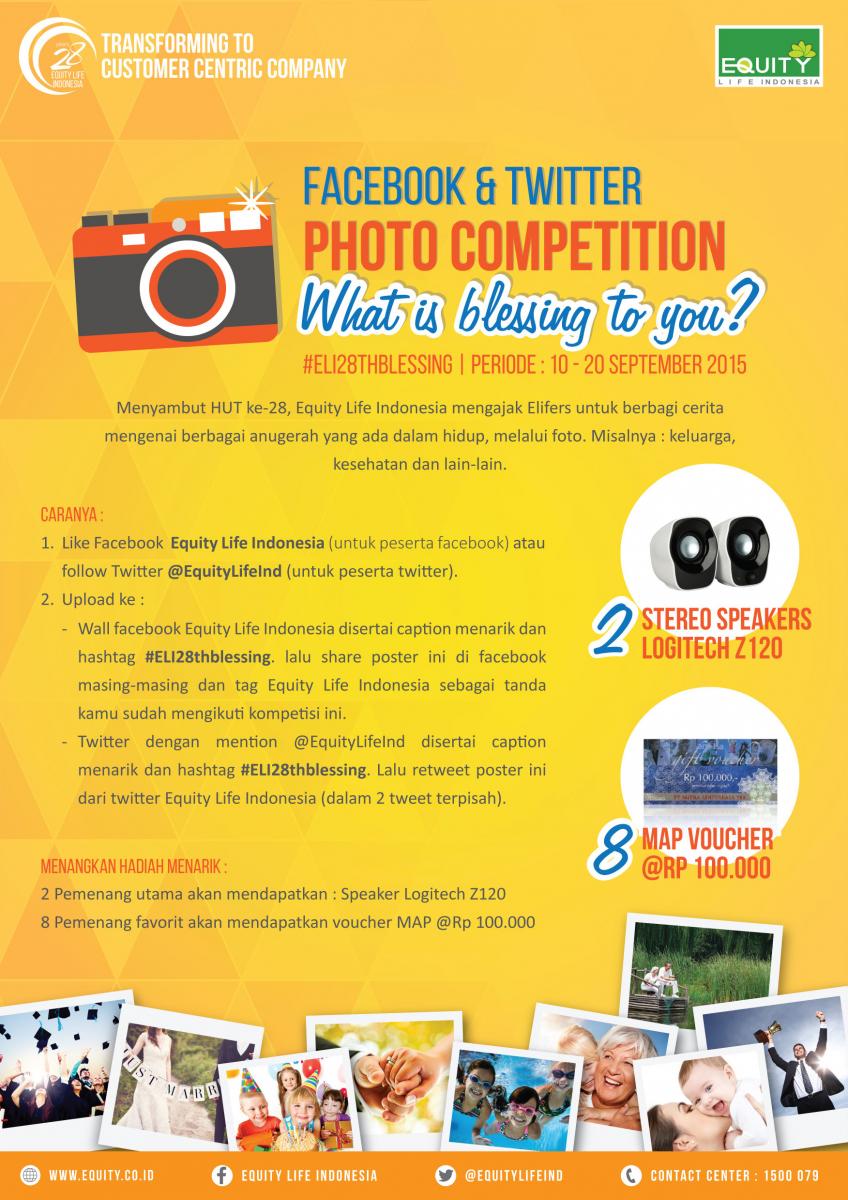 years
28
EQUITY LIFE
INDONESIA
TRANSFORMING TO
CUSTOMER CENTRIC COMPANY
EQUITY
LIFE INDONESIA
FACEBOOK & TWITTER
PHOTO COMPETITION
What is blessing to you?
#ELI28THBLESSING | PERIODE : 10 - 20 SEPTEMBER 2015
Menyambut HUT ke-28, Equity Life Indonesia mengajak Elifers untuk berbagi cerita
mengenai berbagai anugerah yang ada dalam hidup, melalui foto. Misalnya : keluarga,
kesehatan dan lain-lain.
CARANYA :
1. Like Facebook Equity Life Indonesia (untuk peserta facebook) atau
follow Twitter @EquityLifeInd (untuk peserta twitter).
2. Upload ke :
- Wall facebook Equity Life Indonesia disertai caption menarik dan
hashtag #ELI28thblessing. lalu share poster ini di facebook
masing-masing dan tag Equity Life Indonesia sebagai tanda
kamu sudah mengikuti kompetisi ini.
- Twitter dengan mention @EquityLifeInd disertai caption
menarik dan hashtag #ELI28thblessing. Lalu retweet poster ini
dari twitter Equity Life Indonesia (dalam 2 tweet terpisah).
2 STEREO SPEAKERS
LOGITECH Z120
gift voucher
Rp 100.000,-
8 MAP VOUCHER
@RP 100.000
MENANGKAN HADIAH MENARIK :
2 Pemenang utama akan mendapatkan : Speaker Logitech Z120
8 Pemenang favorit akan mendapatkan voucher MAP @Rp 100.000
JUST MARR
WWW.EQUITY.CO.ID
EQUITY LIFE INDONESIA
@EQUITYLIFEIND
CONTACT CENTER : 1500 079